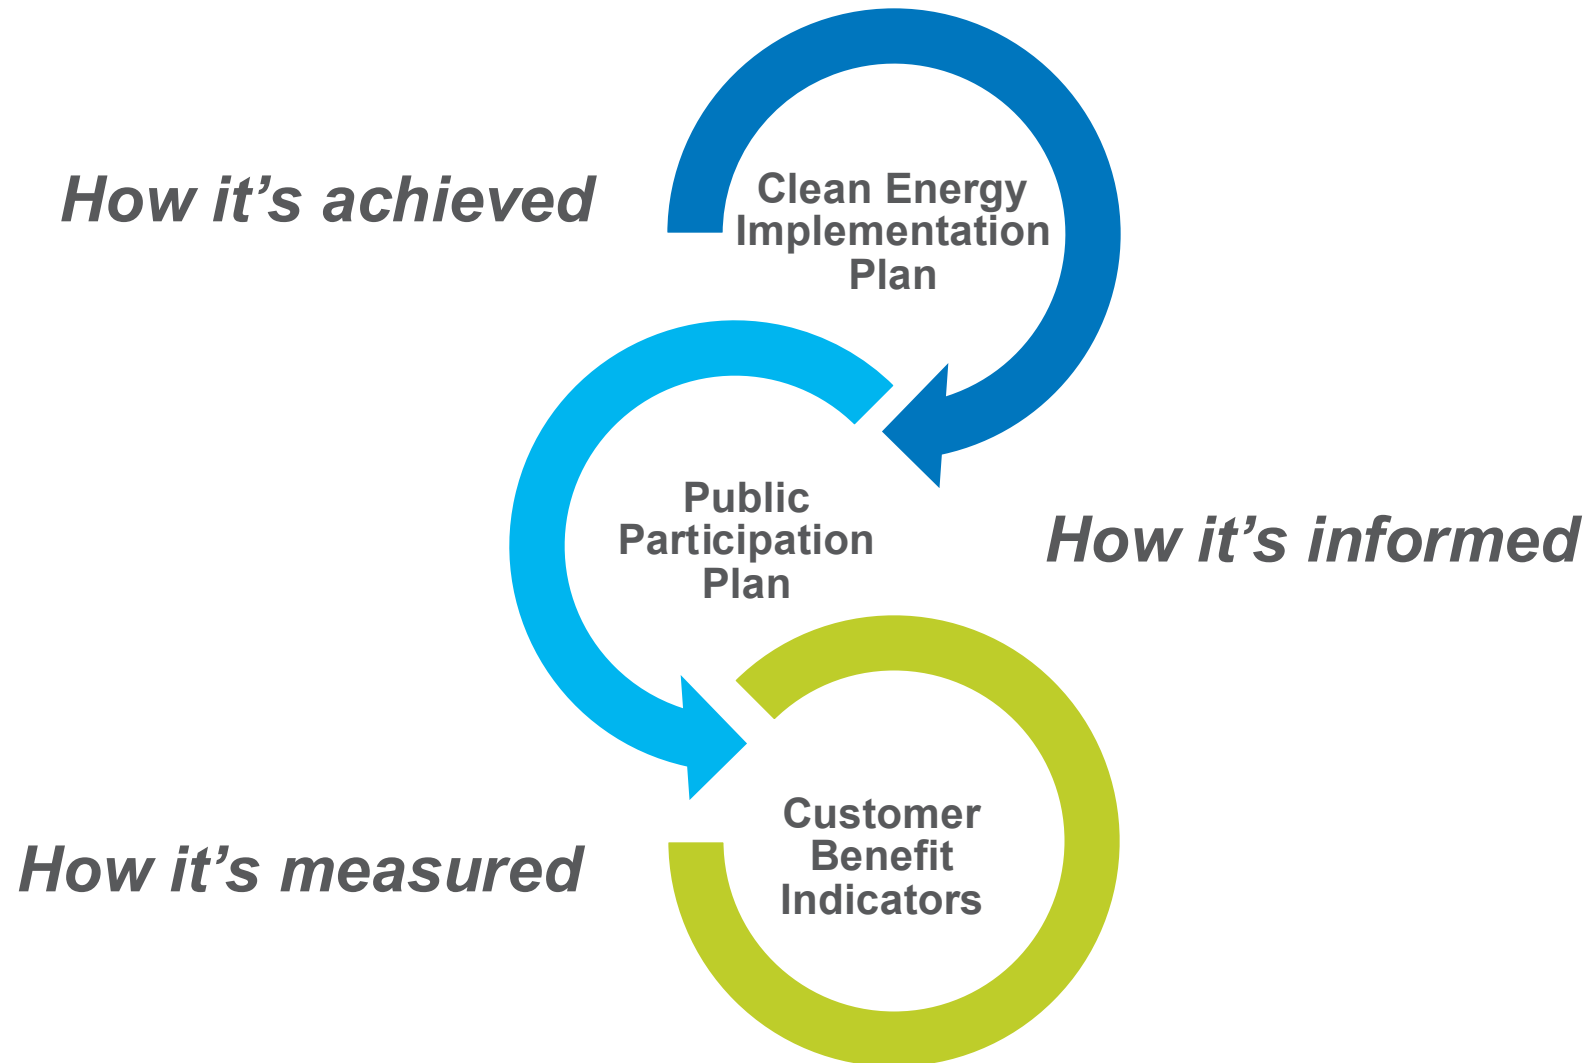 How it’s achieved
Clean Energy
Implementation
Plan
Public
Participation
Plan
How it’s informed
How it’s measured
Customer
Benefit
Indicators